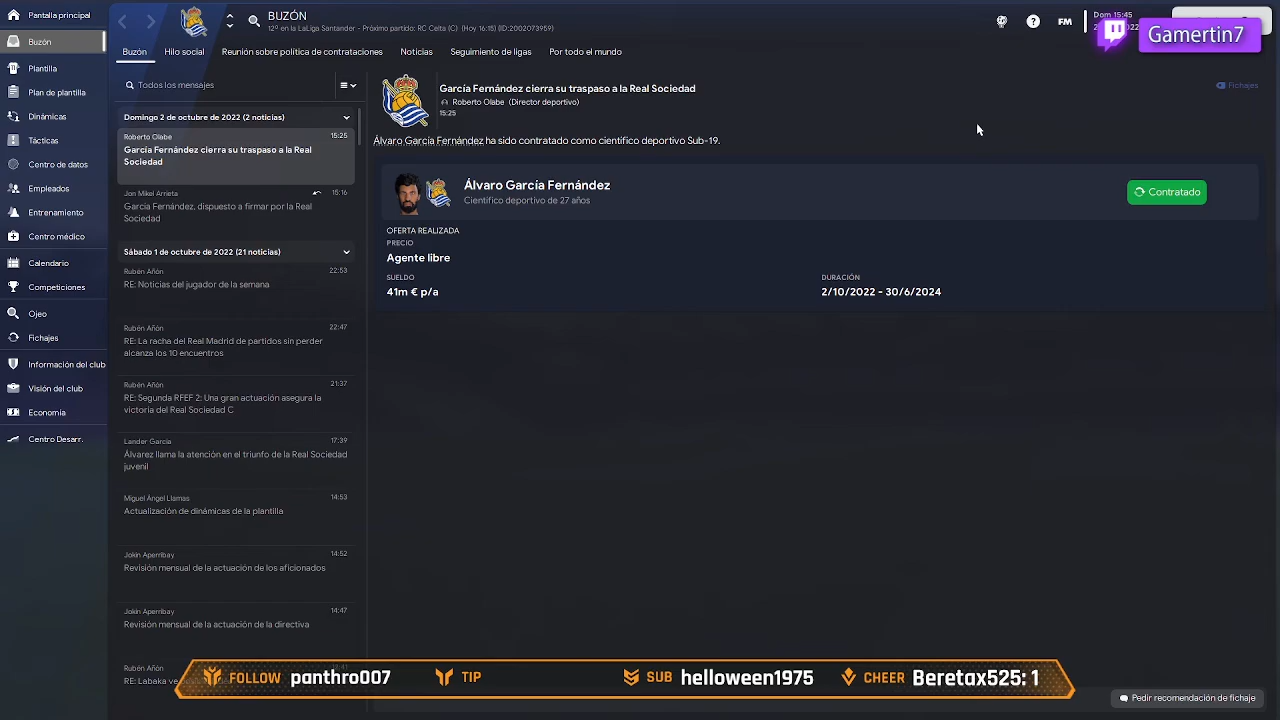 Inicio/principal
Buzón
Plantilla
Plan de plantilla
Dinámicas
Tácticas
Centro de datos
Empleados
Entrenamiento
Centro médico
Calendario
Competiciones
Ojeo
Fichajes
Información del club
Visión del club
Economía
Centro Desarr.
BUZÓN
12º en la LaLiga Santander - Próximo
Celta (C) (Hoy 16:15) (ID:2002073959)
FM
Dom 15:45
Gamertin7
Buzón
Hilo social
Reunión sobre política de contrataciones
Noticias
Seguimiento de ligas
Por todo el mundo
Todos los mensajes
Domingo 2 de octubre de 2022 (2 noticias)
Roberto Olabe 15:25
García Fernández cierra su traspaso a la Real
Sociedad
Jon Mikel Arrieta 15:16
García Fernández, dispuesto a firmar por la Real
Sociedad
Sábado 1 de octubre de 2022 (21 noticias)
Rubén Añón 22:53
RE: Noticias del jugador de la semana
Rubén Añón 22:47
RE: La racha del Real Madrid de partidos sin perder
alcanza los 10 encuentros
Rubén Añón 21:37
RE: Segunda RFEF 2: Una gran actuación asegura la
victoria del Real Sociedad C
Lander García 17:39
Álvarez llama la atención en el triunfo de la Real Sociedad
juvenil
Miguel Ángel Llamas 14:53
Actualización de dinámicas de la plantilla
Jokin Aperribay 14:52
Revisión mensual de la actuación de los aficionados
Jokin Aperribay 14:47
Revisión mensual de la actuación de la directiva
Rubén Añón
RE: Labaka
García Fernández cierra su traspaso a la Real Sociedad
Roberto Olabe (Director deportivo)
15:25
Fichajes
Álvaro García Fernández ha sido contratado como científico deportivo Sub-19.
Álvaro García Fernández
Científico deportivo de 27 años
Contratado
OFERTA REALIZADA
PRECIO
Agente libre
SUELDO
41m € p/a
DURACIÓN
2/10/2022 - 30/6/2024
FOLLOW panthro007
TIP
SUB helloween1975
CHEER Beretax525: 1
Pedir recomendación de fichaje